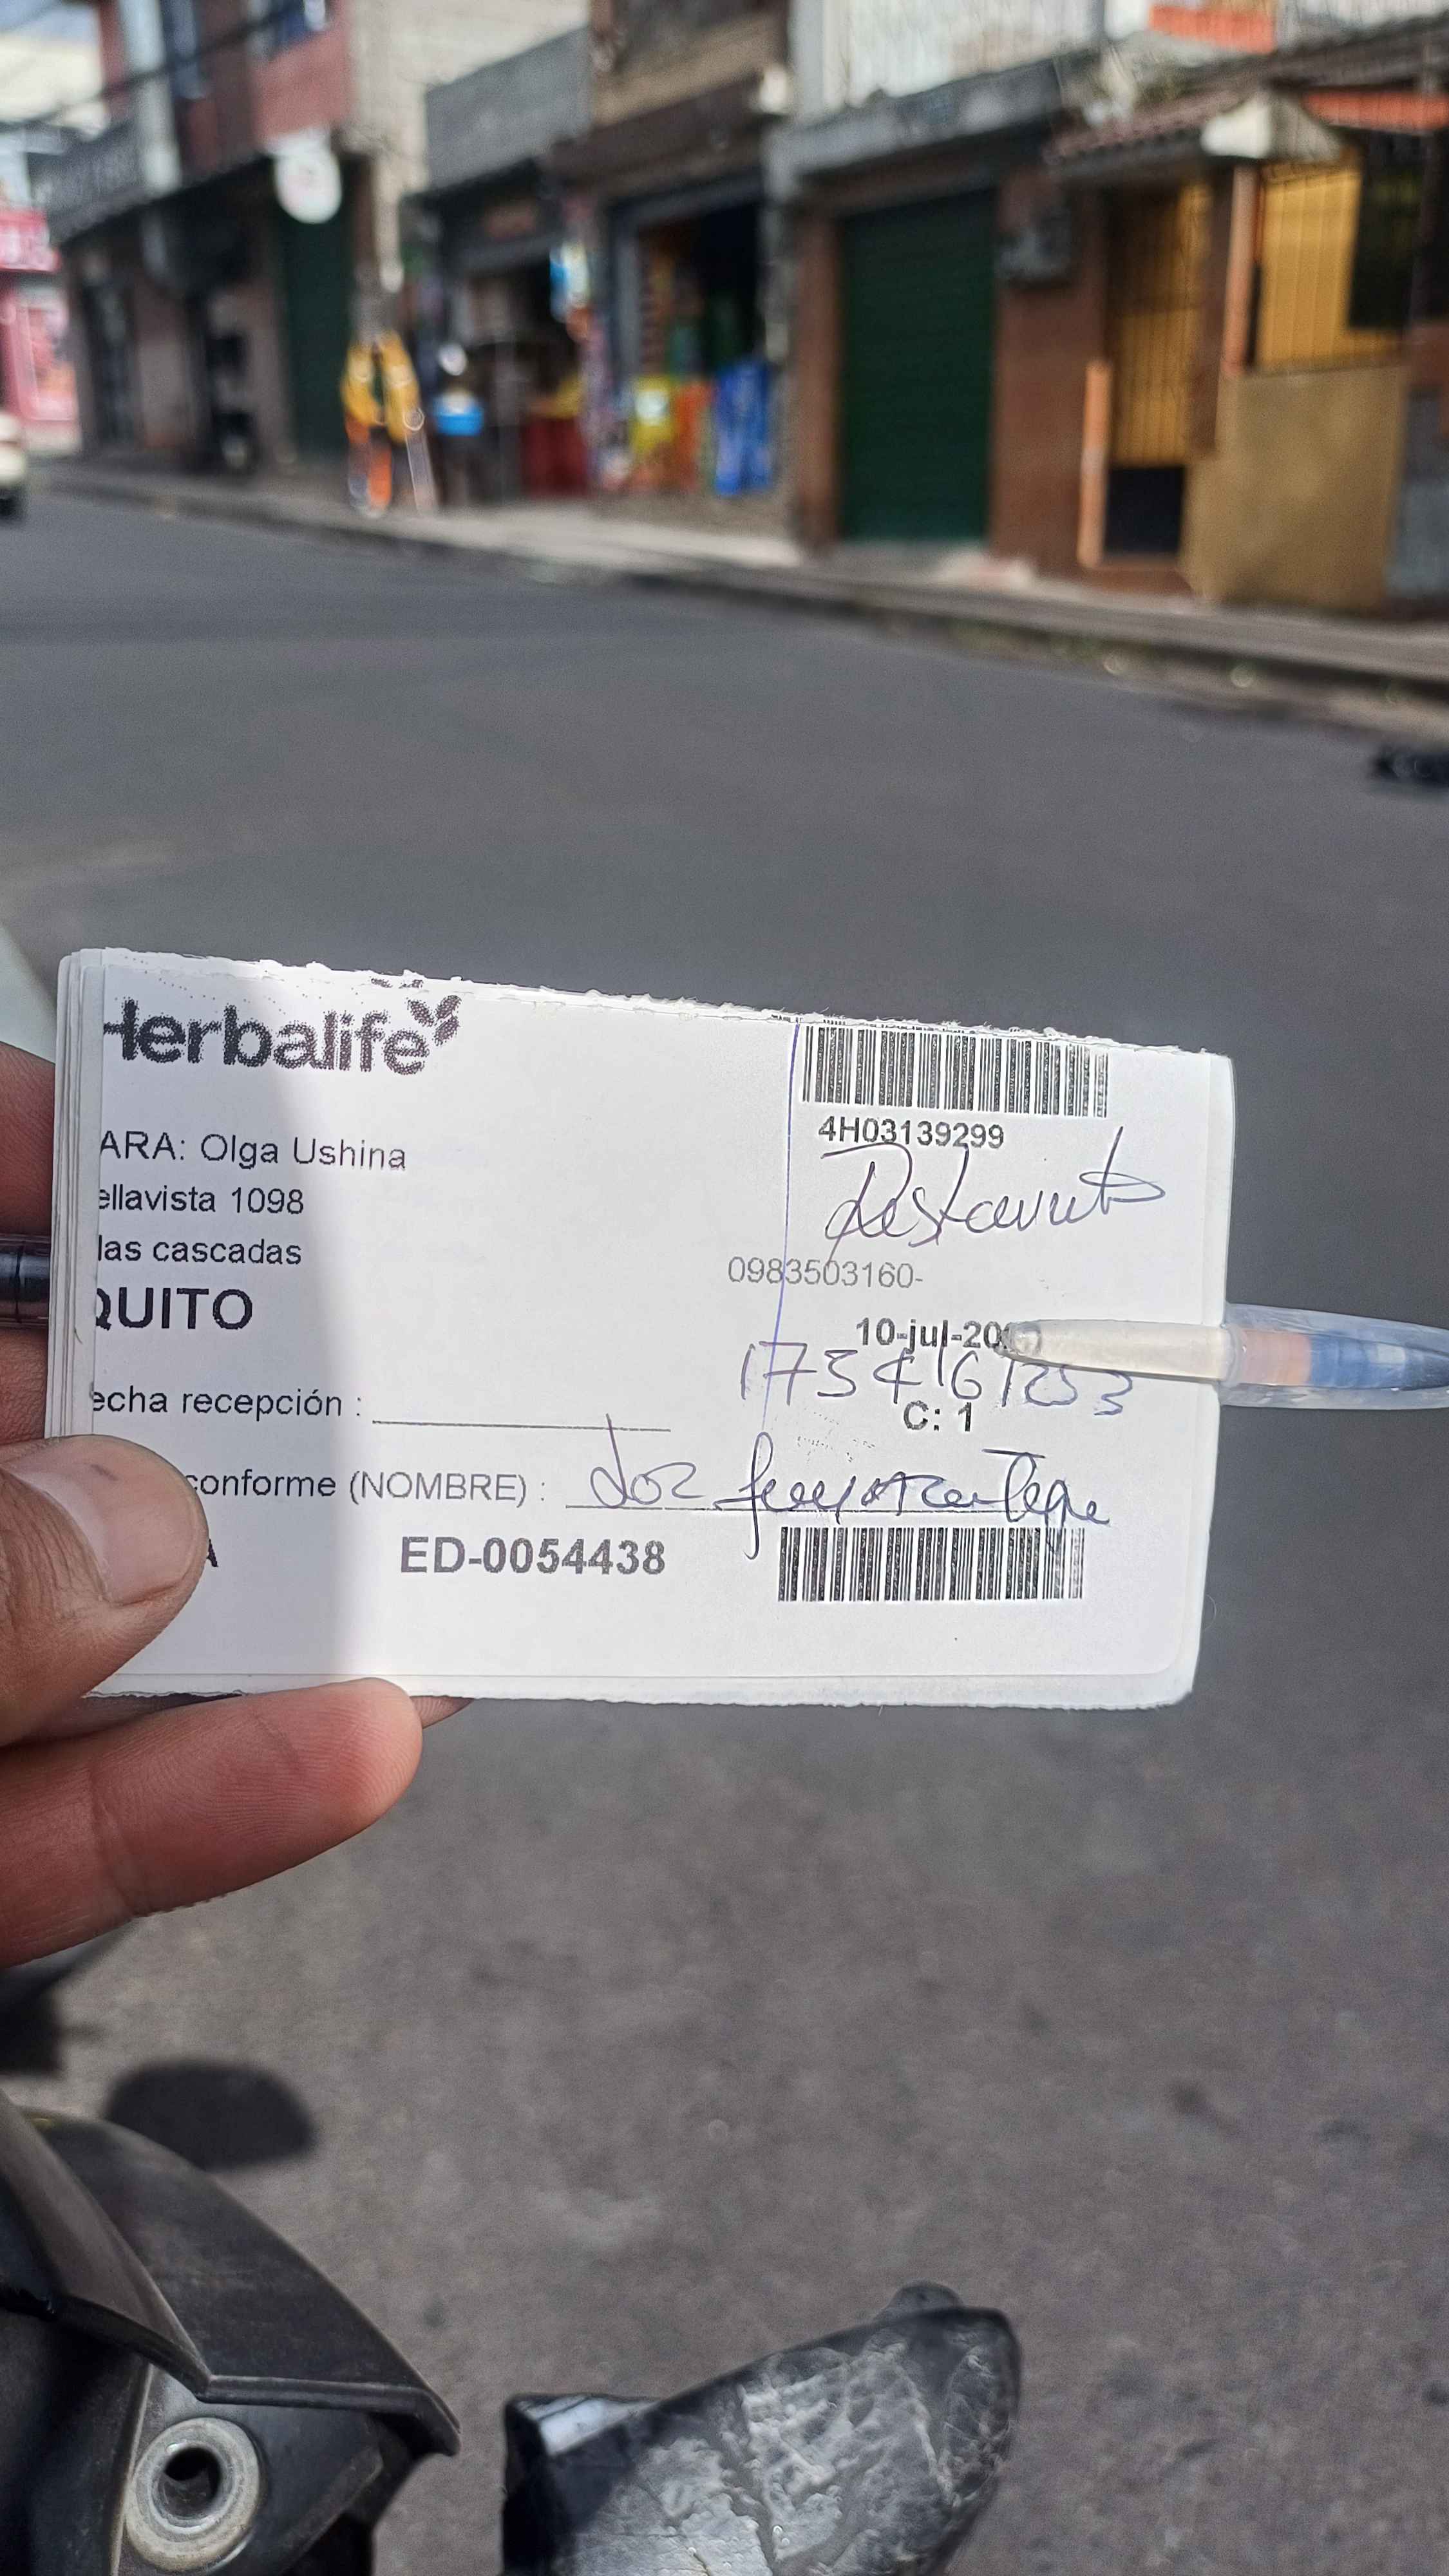 Herbalife
4H03139299
ARA: Olga Ushina
ellavista 1098
las cascadas
0983503160-
QUITO
10-jul-20
echa recepción :
C: 1
conforme (NOMBRE) :
A
ED-0054438